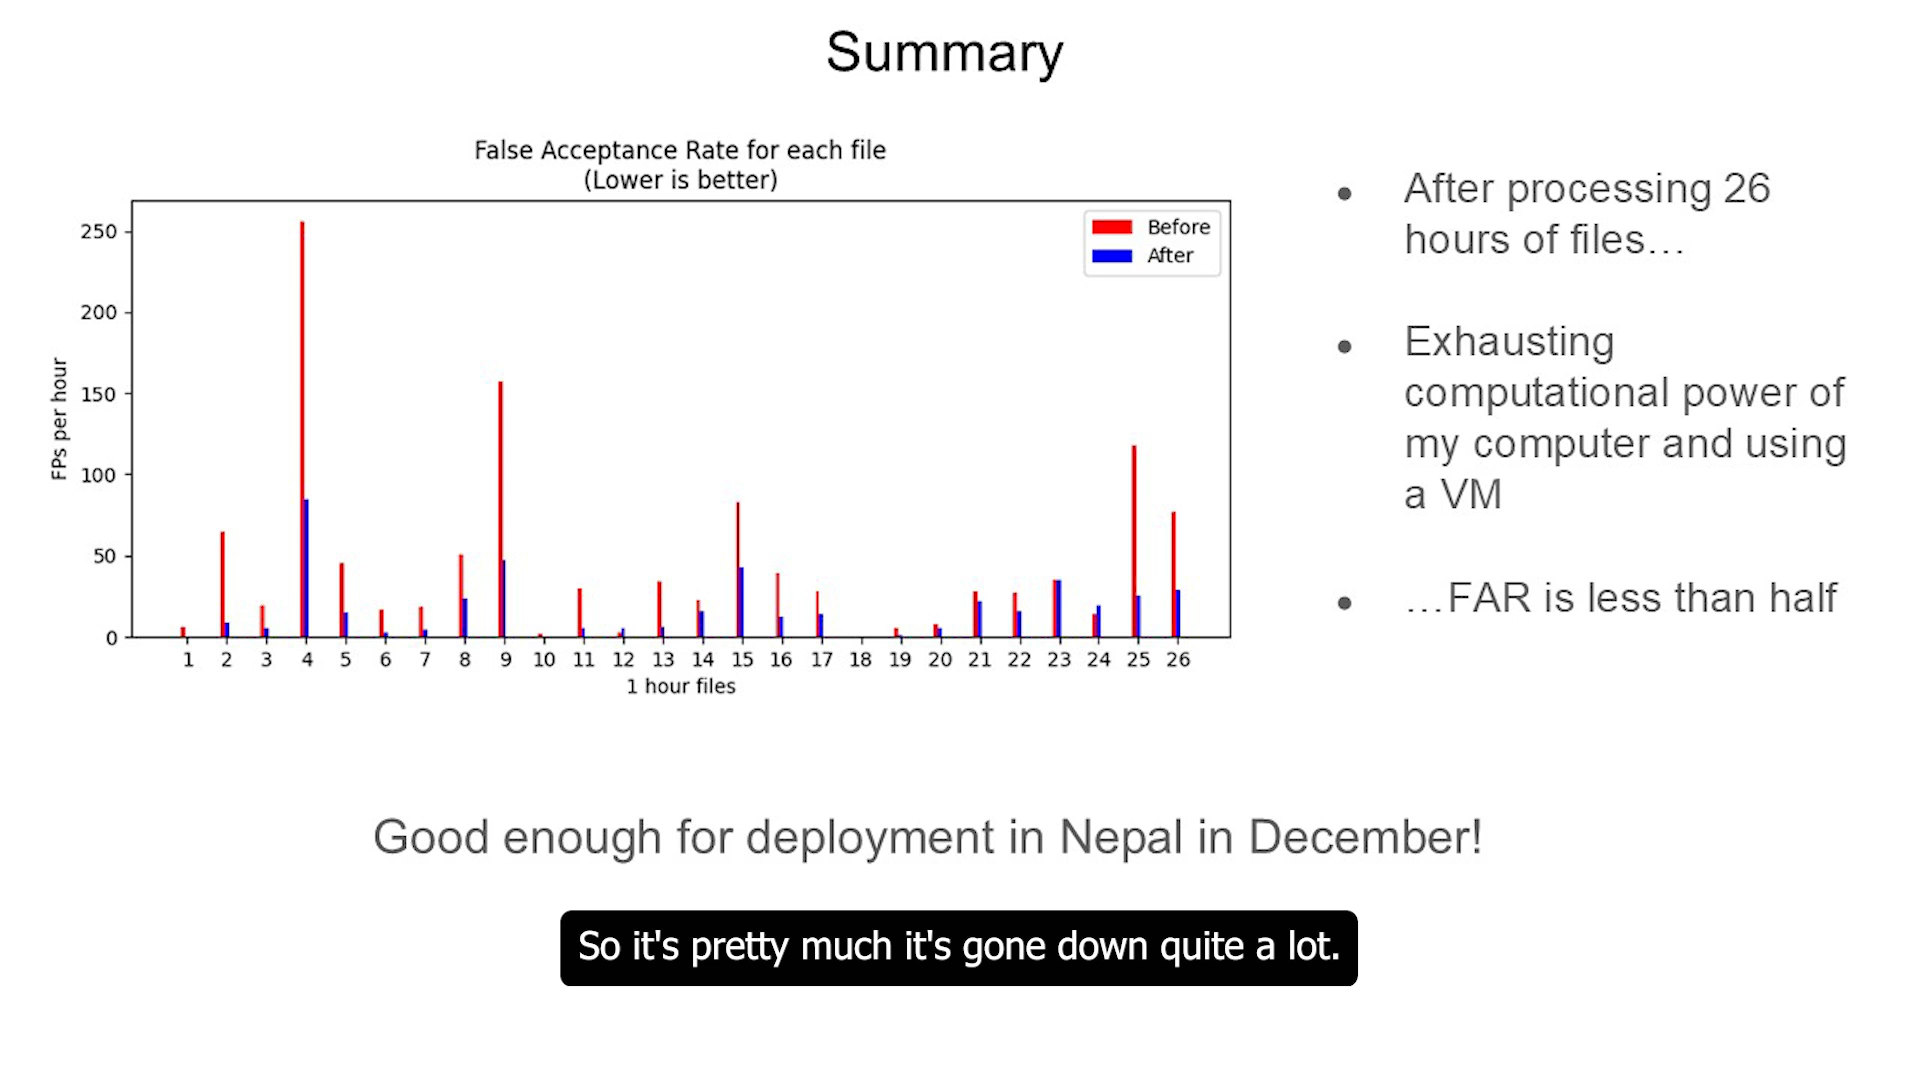 Summary
False Acceptance Rate for each file
(Lower is better)
Before
After
250
200
150
100
50
0
FPs per hour
1 2 3 4 5 6 7 8 9 10 11 12 13 14 15 16 17 18 19 20 21 22 23 24 25 26
1 hour files
● After processing 26
hours of files…
● Exhausting
computational power of
my computer and using
a VM
● …FAR is less than half
Good enough for deployment in Nepal in December!
So it's pretty much it's gone down quite a lot.